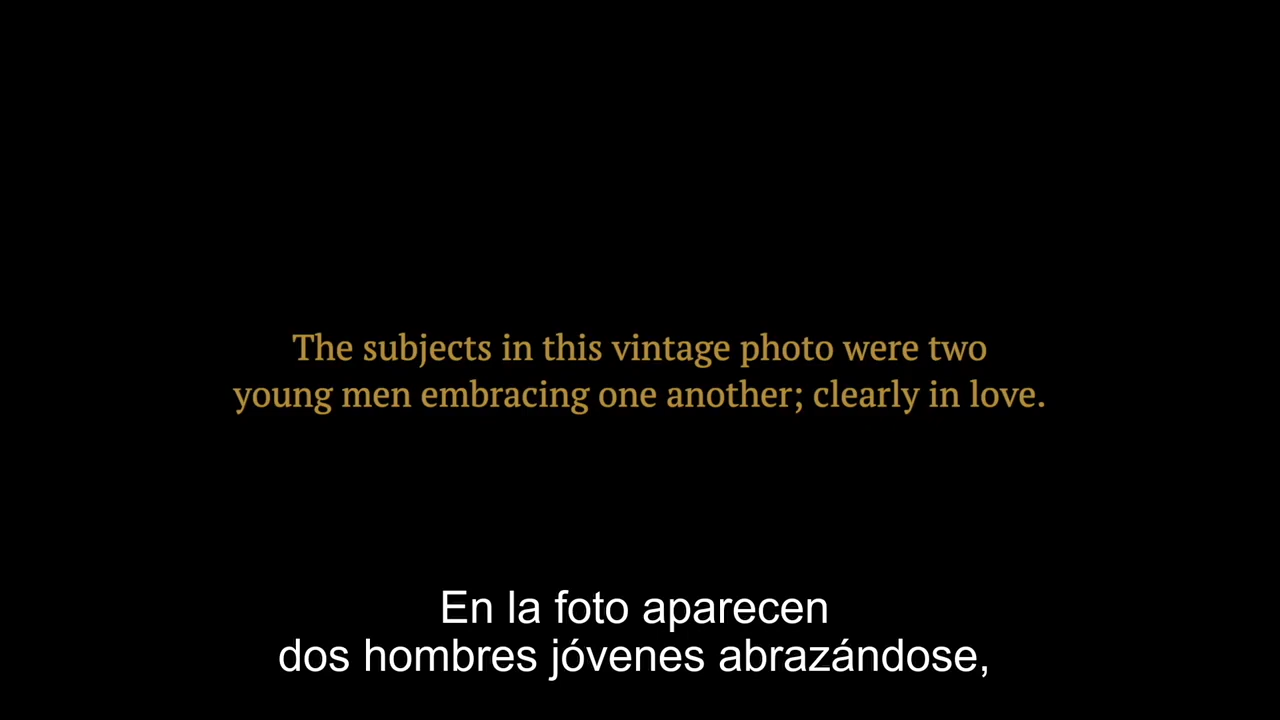 The subjects in this vintage photo were two
young men embracing one another; clearly in love.
En la foto aparecen
dos hombres jóvenes abrazándose,